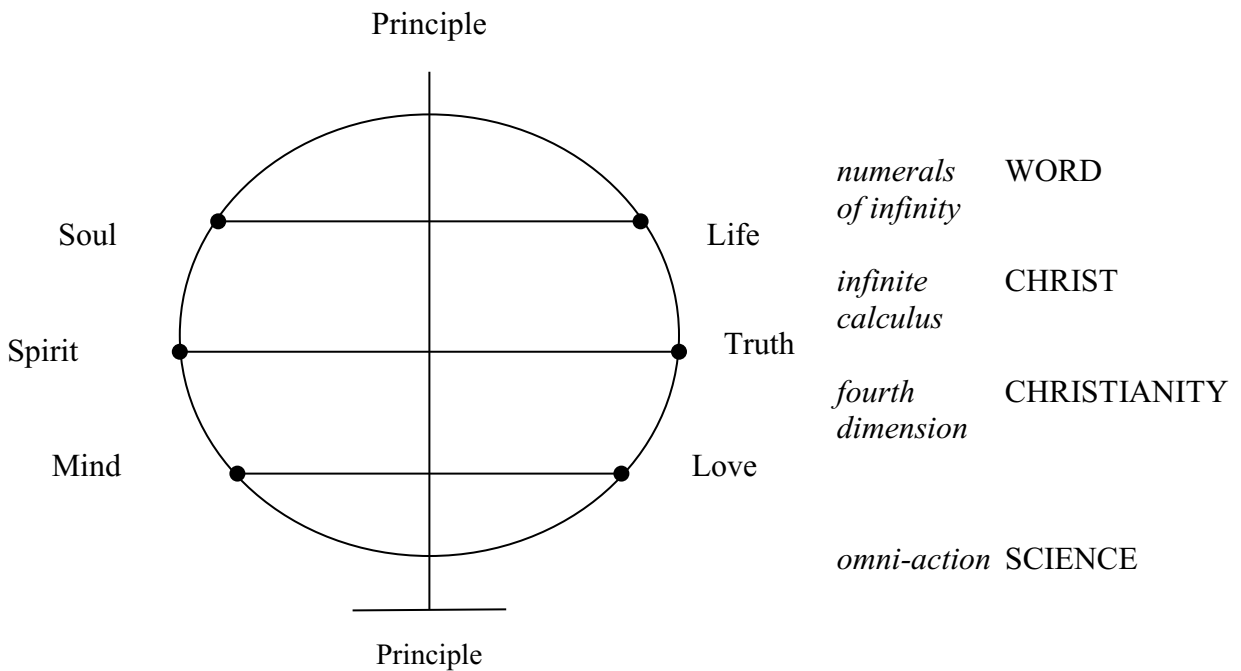 Principle
numerals WORD
of infinity
Soul Life
infinite CHRIST
calculus
Spirit Truth
fourth CHRISTIANITY
dimension
Mind Love
omni-action SCIENCE
Principle